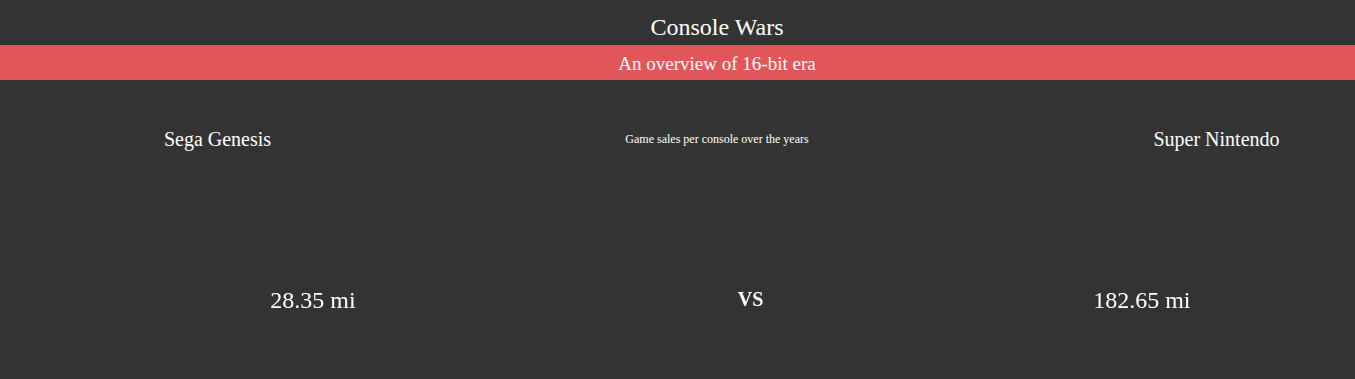 Console Wars
An overview of 16-bit era
Sega Genesis
Game sales per console over the years
Super Nintendo
28.35 mi
VS
182.65 mi